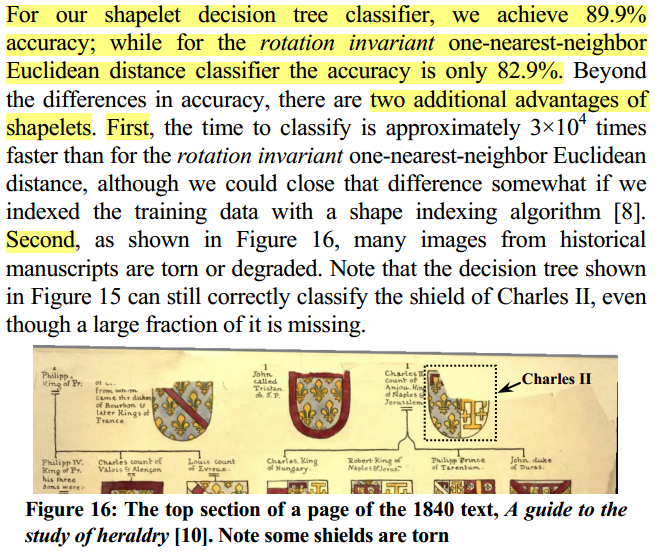 For our shapelet decision tree classifier, we achieve 89.9%
accuracy; while for the rotation invariant one-nearest-neighbor
Euclidean distance classifier the accuracy is only 82.9%. Beyond
the differences in accuracy, there are two additional advantages of
shapelets. First, the time to classify is approximately 3×10⁴ times
faster than for the rotation invariant one-nearest-neighbor Euclidean
distance, although we could close that difference somewhat if we
indexed the training data with a shape indexing algorithm [8].
Second, as shown in Figure 16, many images from historical
manuscripts are torn or degraded. Note that the decision tree shown
in Figure 15 can still correctly classify the shield of Charles II, even
though a large fraction of it is missing.
Philipp.
King of Fr.
from whom
came the dukes
of Bourbon &
later Kings of
France
1
John
called
Tristan
ob. S.P.
1
Charles II
count of
Anjou. King
of Naples &
Jerusalem
Charles II
Philipp IV.
King of Fr.
his three
sons were
Charles count of
Valois & Alençon
Louis count
of Evreux.
Charles, King
of Hungary.
Robert King of
Naples & Jerus.
Philipp Prince
of Tarentum.
John, duke
of Duras.
Figure 16: The top section of a page of the 1840 text, A guide to the
study of heraldry [10]. Note some shields are torn